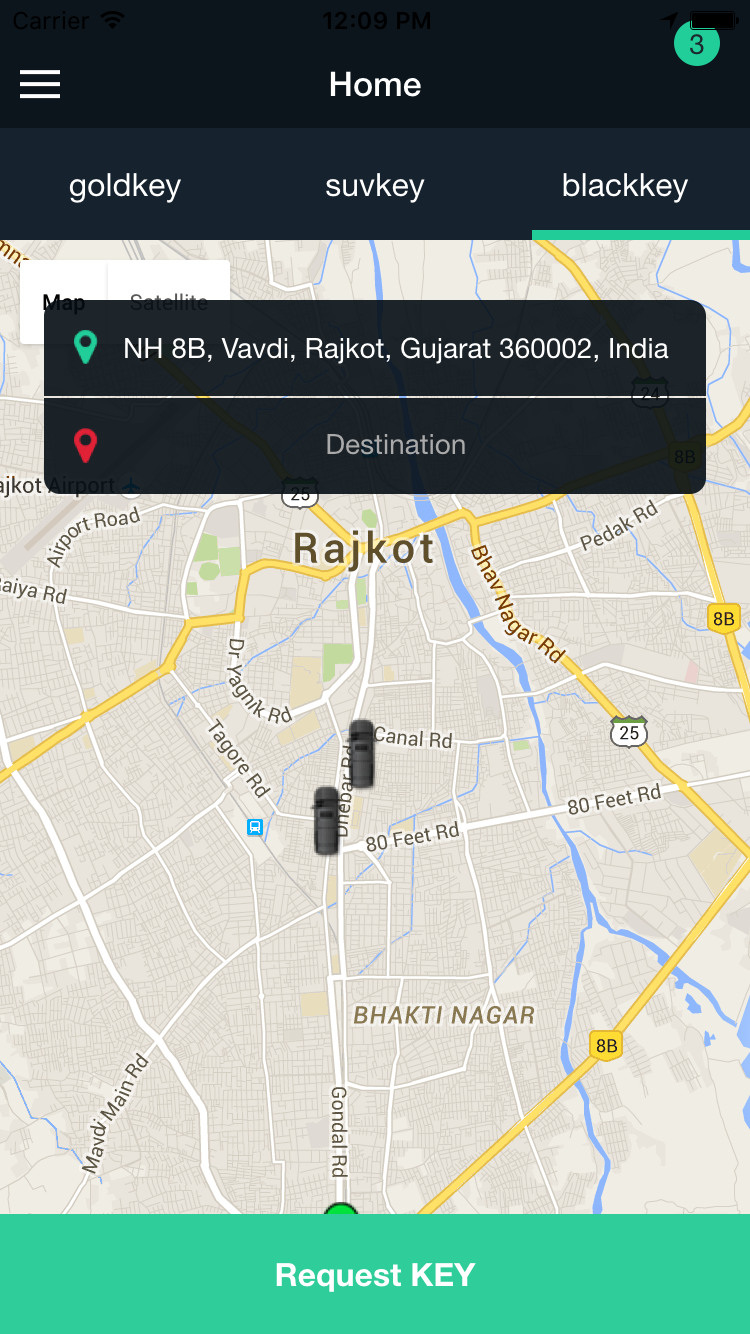 Carrier 12:09 PM
3
Home
goldkey suvkey blackkey
Map Satellite
NH 8B, Vavdi, Rajkot, Gujarat 360002, India
24
Destination
8B
Airport
25
Airport Road
Rajkot
Pedak Rd
Raiya Rd
Bhav Nagar Rd
8B
Dr Yagnik Rd
25
Canal Rd
Tagore Rd
Dhebar Rd
80 Feet Rd
80 Feet Rd
BHAKTI NAGAR
8B
Mavdi Main Rd
Gondal Rd
Request KEY